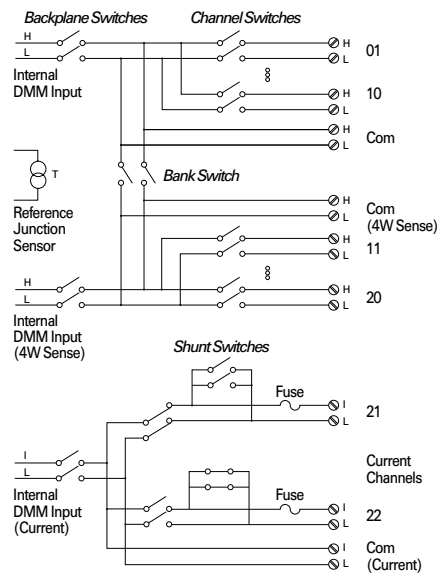 Backplane Switches
Channel Switches
H
L
Internal
DMM Input
H
L
01
H
L
10
H
L
Com
T
Reference
Junction
Sensor
Bank Switch
H
L
Com
(4W Sense)
H
L
11
H
L
Internal
DMM Input
(4W Sense)
H
L
20
Shunt Switches
Fuse
I
L
21
I
L
Internal
DMM Input
(Current)
Current
Channels
Fuse
I
L
22
I
L
Com
(Current)